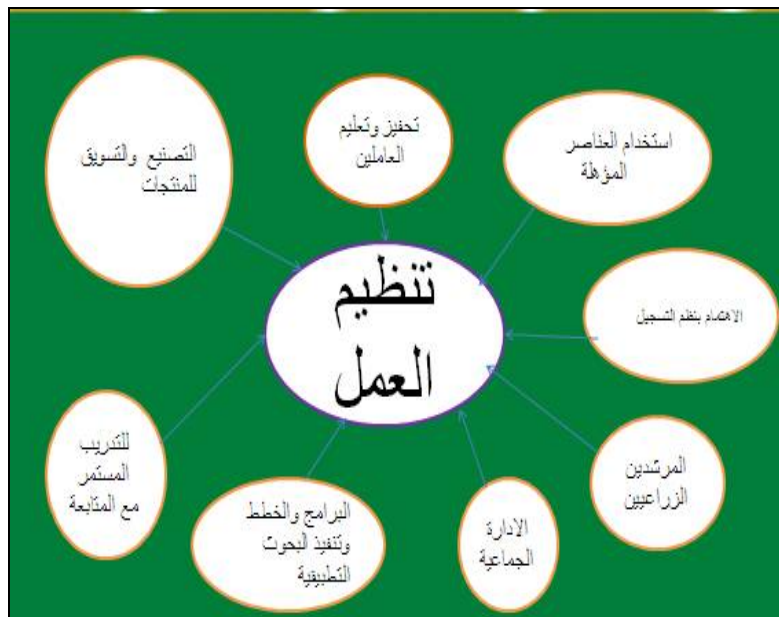 استخدام العناصر
المؤهلة
تحفيز وتعليم
العاملين
التصنيع والتسويق
للمنتجات
تنظيم
العمل
الاهتمام بنظم التسجيل
المرشدين
الزراعيين
الادارة
الجماعية
البرامج والخطط
وتنفيذ البحوث
التطبيقية
للتدريب
المستمر
مع المتابعة